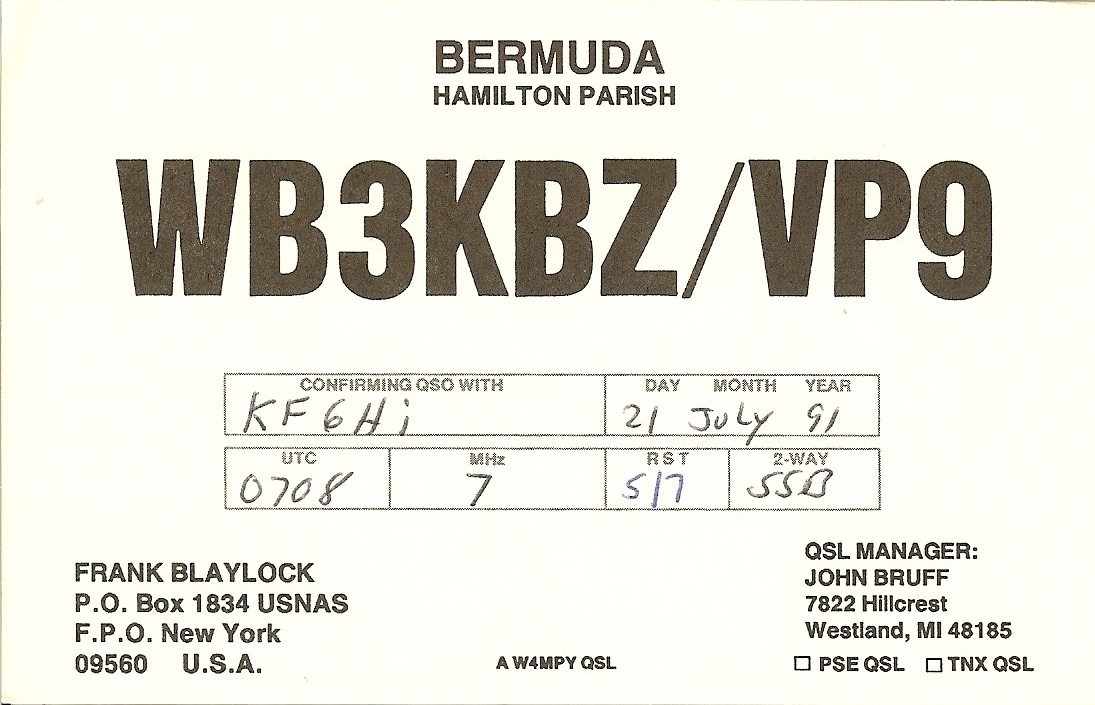 BERMUDA
HAMILTON PARISH
WB3KBZ/VP9
CONFIRMING QSO WITH DAY MONTH YEAR
KF6Hi 21 July 91
UTC MHz RST 2-WAY
0708 7 5/7 SSB
FRANK BLAYLOCK
P.O. Box 1834 USNAS
F.P.O. New York
09560 U.S.A.
A W4MPY QSL
QSL MANAGER:
JOHN BRUFF
7822 Hillcrest
Westland, MI 48185
☐ PSE QSL ☐ TNX QSL